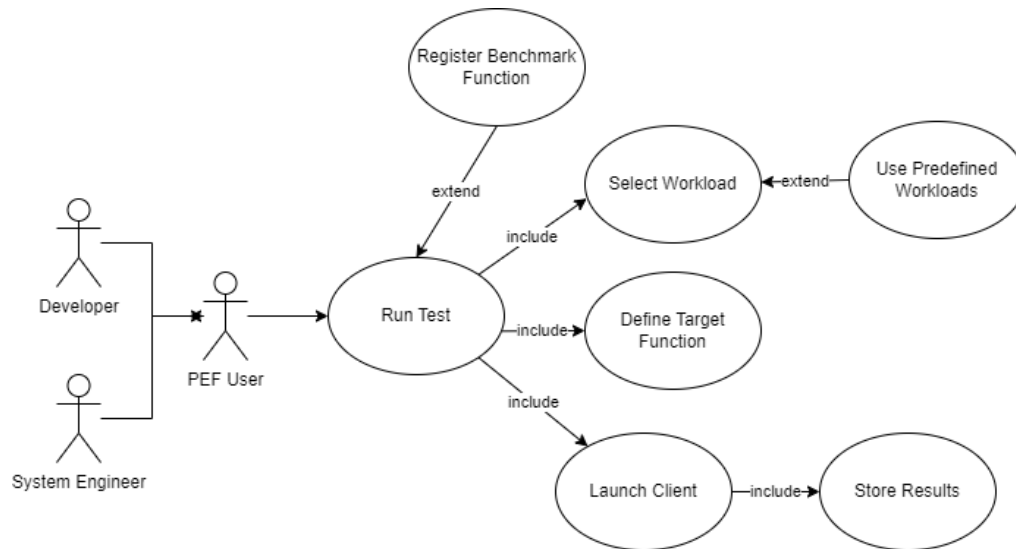 Register Benchmark
Function
extend
Select Workload
extend
Use Predefined
Workloads
include
Developer
Run Test
include
Define Target
Function
PEF User
include
System Engineer
Launch Client
include
Store Results